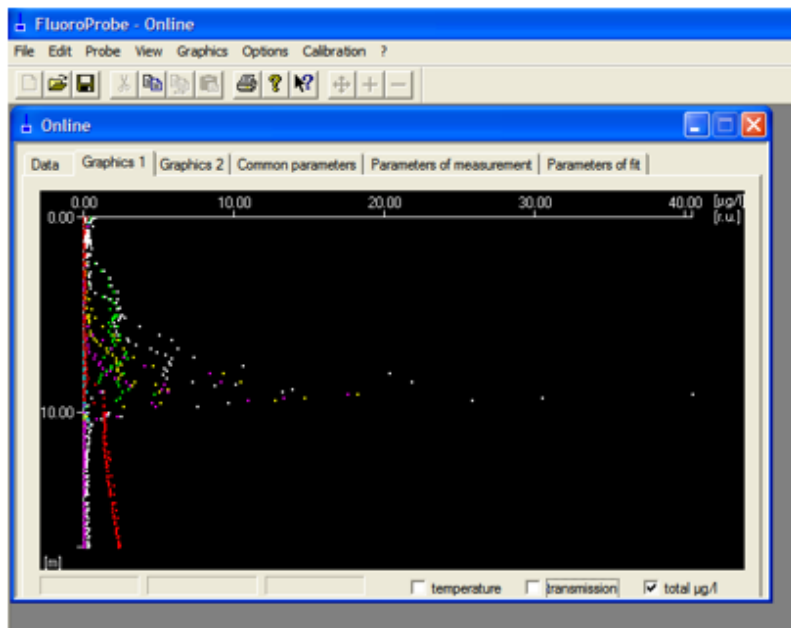 FluoroProbe - Online
File Edit Probe View Graphics Options Calibration ?
Online
Data Graphics 1 Graphics 2 Common parameters Parameters of measurement Parameters of fit
0.00 10.00 20.00 30.00 40.00 [µg/l]
0.00 [r.u.]
10.00
[m]
temperature transmission total µg/l